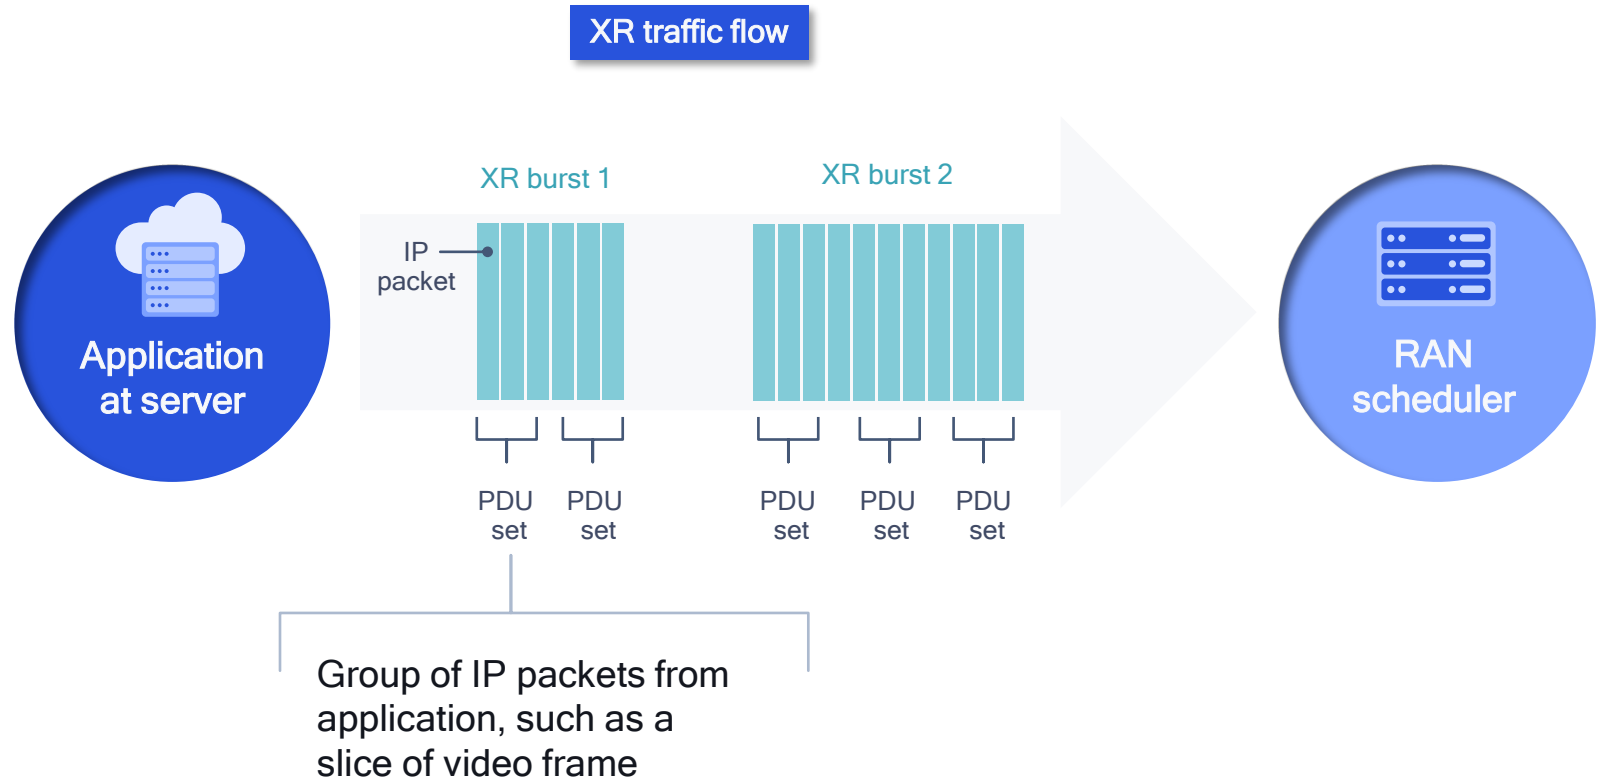 XR traffic flow
XR burst 1
XR burst 2
IP
packet
Application
at server
RAN
scheduler
PDU
set
PDU
set
PDU
set
PDU
set
PDU
set
Group of IP packets from
application, such as a
slice of video frame